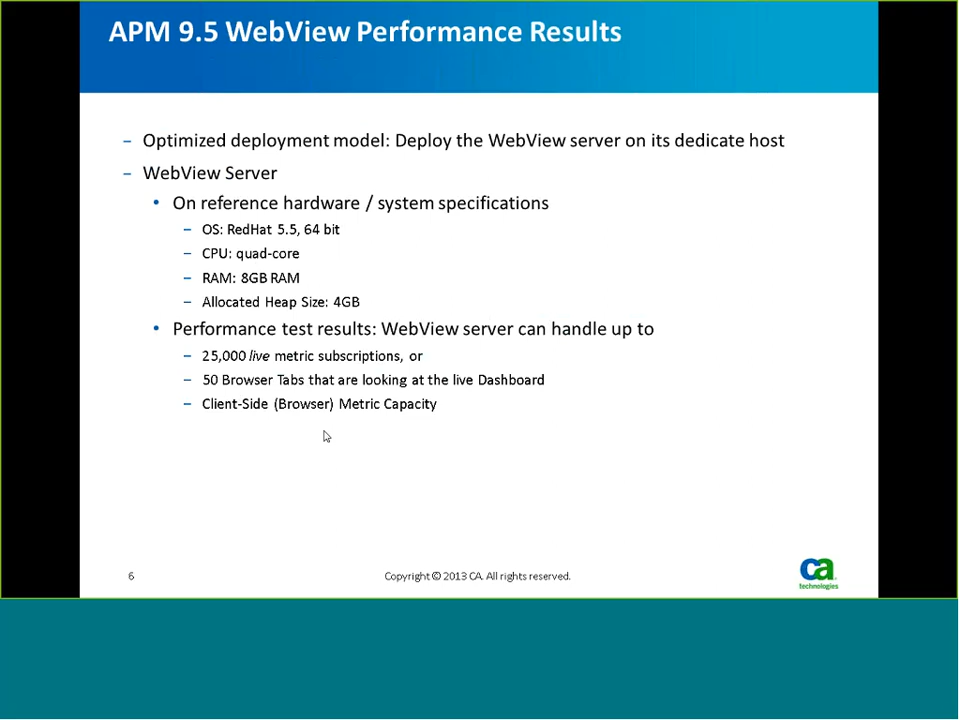 APM 9.5 WebView Performance Results
– Optimized deployment model: Deploy the WebView server on its dedicate host
– WebView Server
• On reference hardware / system specifications
– OS: RedHat 5.5, 64 bit
– CPU: quad-core
– RAM: 8GB RAM
– Allocated Heap Size: 4GB
• Performance test results: WebView server can handle up to
– 25,000 live metric subscriptions, or
– 50 Browser Tabs that are looking at the live Dashboard
– Client-Side (Browser) Metric Capacity
6
Copyright © 2013 CA. All rights reserved.
ca
technologies